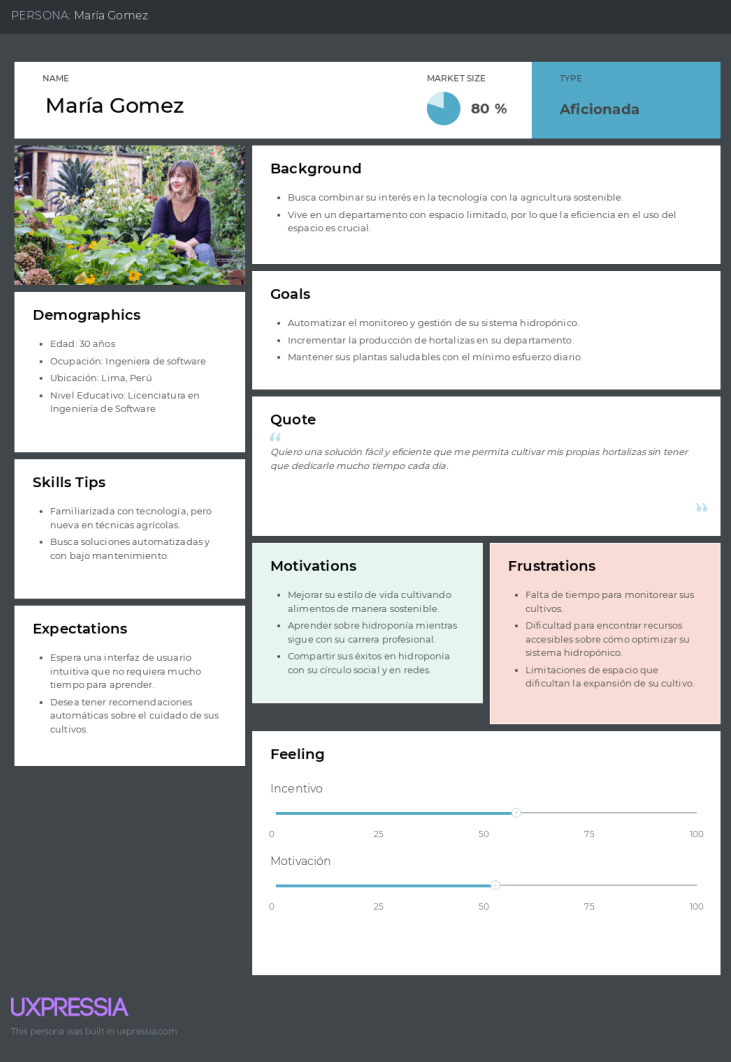 PERSONA: María Gomez
NAME
María Gomez
MARKET SIZE
80 %
TYPE
Aficionada
Background
• Busca combinar su interés en la tecnología con la agricultura sostenible.
• Vive en un departamento con espacio limitado, por lo que la eficiencia en el uso del
espacio es crucial.
Goals
• Automatizar el monitoreo y gestión de su sistema hidropónico.
• Incrementar la producción de hortalizas en su departamento.
• Mantener sus plantas saludables con el mínimo esfuerzo diario.
Demographics
• Edad: 30 años
• Ocupación: Ingeniera de software
• Ubicación: Lima, Perú
• Nivel Educativo: Licenciatura en
Ingeniería de Software
Quote
“
Quiero una solución fácil y eficiente que me permita cultivar mis propias hortalizas sin tener
que dedicarle mucho tiempo cada día.
”
Skills Tips
• Familiarizada con tecnología, pero
nueva en técnicas agrícolas.
• Busca soluciones automatizadas y
con bajo mantenimiento.
Motivations
• Mejorar su estilo de vida cultivando
alimentos de manera sostenible.
• Aprender sobre hidroponía mientras
sigue con su carrera profesional.
• Compartir sus éxitos en hidroponía
con su círculo social y en redes.
Frustrations
• Falta de tiempo para monitorear sus
cultivos.
• Dificultad para encontrar recursos
accesibles sobre cómo optimizar su
sistema hidropónico.
• Limitaciones de espacio que
dificultan la expansión de su cultivo.
Expectations
• Espera una interfaz de usuario
intuitiva que no requiera mucho
tiempo para aprender.
• Desea tener recomendaciones
automáticas sobre el cuidado de sus
cultivos.
Feeling
Incentivo
0 25 50 75 100
Motivación
0 25 50 75 100
UXPRESSIA
This persona was built in uxpressia.com